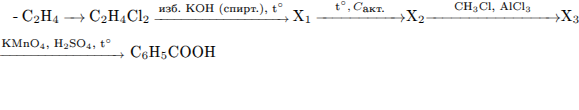 - C₂H₄ ⟶ C₂H₄Cl₂ —изб. KOH (спирт.), t°→ X₁ —t°, Cакт.→ X₂ —CH₃Cl, AlCl₃→ X₃
—KMnO₄, H₂SO₄, t°→ C₆H₅COOH